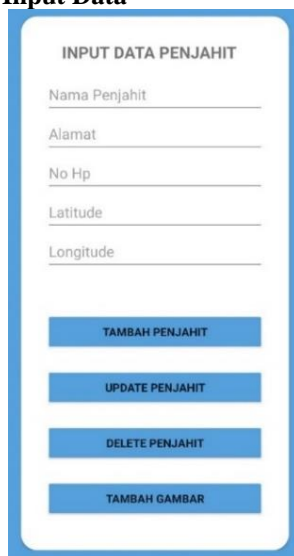 Input Data
INPUT DATA PENJAHIT
Nama Penjahit
Alamat
No Hp
Latitude
Longitude
TAMBAH PENJAHIT
UPDATE PENJAHIT
DELETE PENJAHIT
TAMBAH GAMBAR